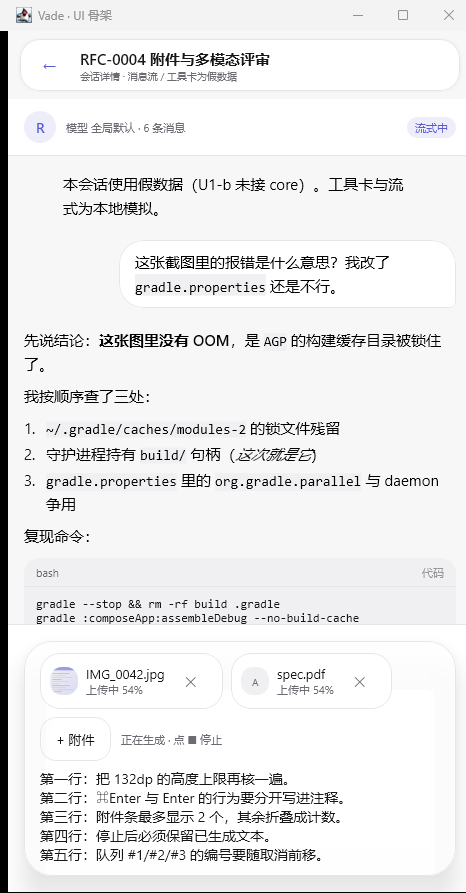 Vade · UI 骨架
← RFC-0004 附件与多模态评审
会话详情 · 消息流 / 工具卡为假数据
R 模型 全局默认 · 6 条消息 流式中
本会话使用假数据（U1-b 未接 core）。工具卡与流
式为本地模拟。
这张截图里的报错是什么意思？我改了
gradle.properties 还是不行。
先说结论：这张图里没有 OOM，是 AGP 的构建缓存目录被锁住
了。
我按顺序查了三处：
1. ~/.gradle/caches/modules-2 的锁文件残留
2. 守护进程持有 build/ 句柄（这次就是它）
3. gradle.properties 里的 org.gradle.parallel 与 daemon
争用
复现命令：
bash 代码
gradle --stop && rm -rf build .gradle
gradle :composeApp:assembleDebug --no-build-cache
IMG_0042.jpg
上传中 54%
A spec.pdf
上传中 54%
+ 附件 正在生成 · 点 ■ 停止
第一行：把 132dp 的高度上限再核一遍。
第二行：⌘Enter 与 Enter 的行为要分开写进注释。
第三行：附件条最多显示 2 个，其余折叠成计数。
第四行：停止后必须保留已生成文本。
第五行：队列 #1/#2/#3 的编号要随取消前移。